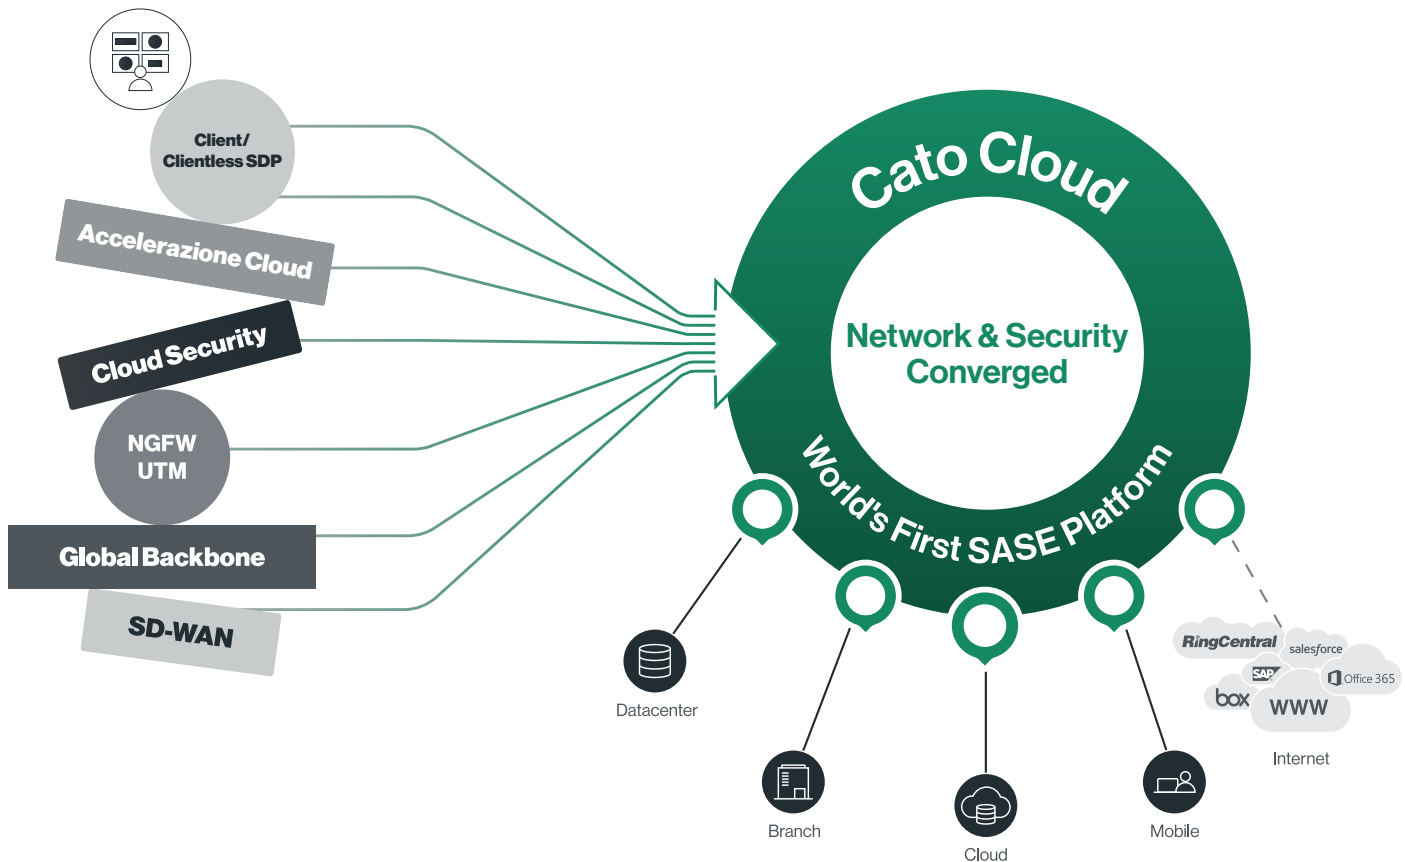 Client/
Clientless SDP
Accelerazione Cloud
Cloud Security
NGFW
UTM
Global Backbone
SD-WAN
Cato Cloud
Network & Security
Converged
World's First SASE Platform
Datacenter
Branch
Cloud
Mobile
RingCentral
salesforce
SAP
Office 365
box
WWW
Internet